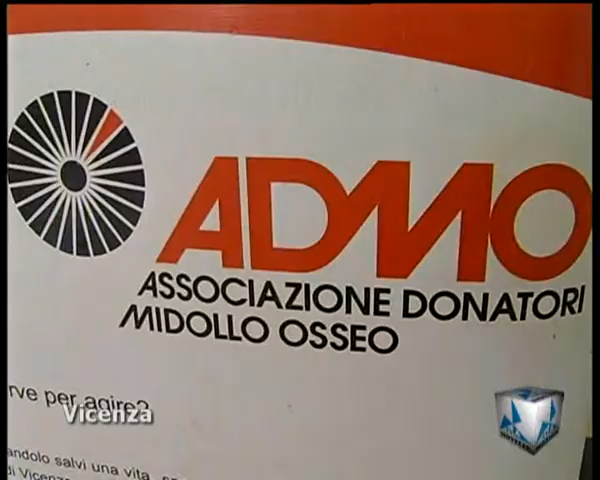 ADMO
ASSOCIAZIONE DONATORI
MIDOLLO OSSEO
rve per agire?
Vicenza
andolo salvi una vita
di Vicenza